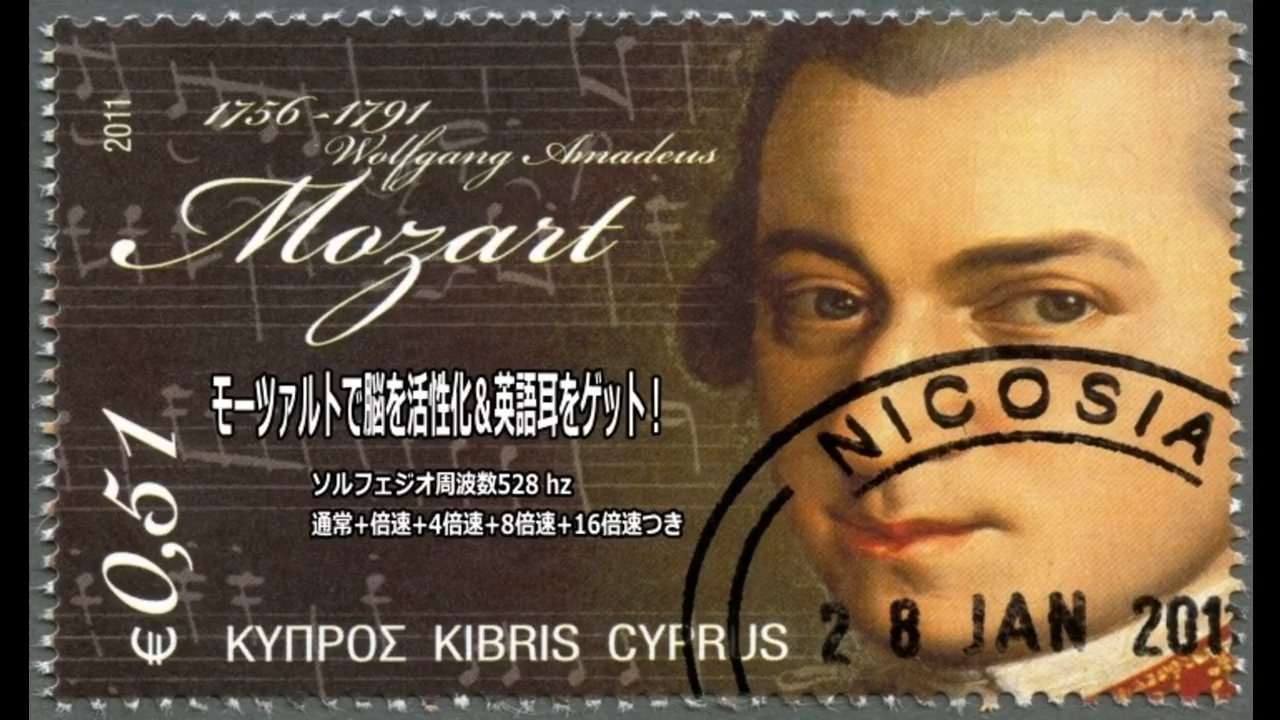 2011
1756-1791
Wolfgang Amadeus
Mozart
モーツァルトで脳を活性化&英語耳をゲット!
ソルフェジオ周波数528 hz
通常+倍速+4倍速+8倍速+16倍速つき
€0,51
ΚΥΠΡΟΣ KIBRIS CYPRUS
NICOSIA
28 JAN 201